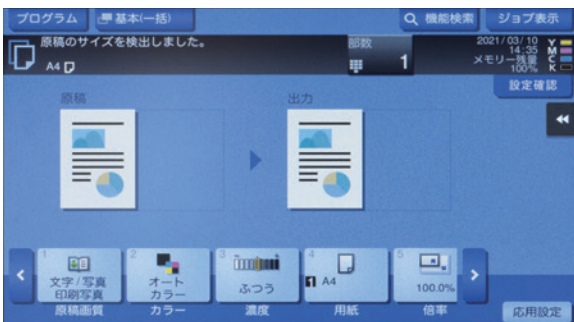 プログラム
基本(一括)
機能検索
ジョブ表示
原稿のサイズを検出しました。
A4
部数
1
2021/03/10
14:35
メモリー残量
100%
Y
M
C
K
設定確認
原稿
出力
1
文字/写真
印刷写真
原稿画質
2
オート
カラー
カラー
3
ふつう
濃度
4
1 A4
用紙
5
100.0%
倍率
応用設定